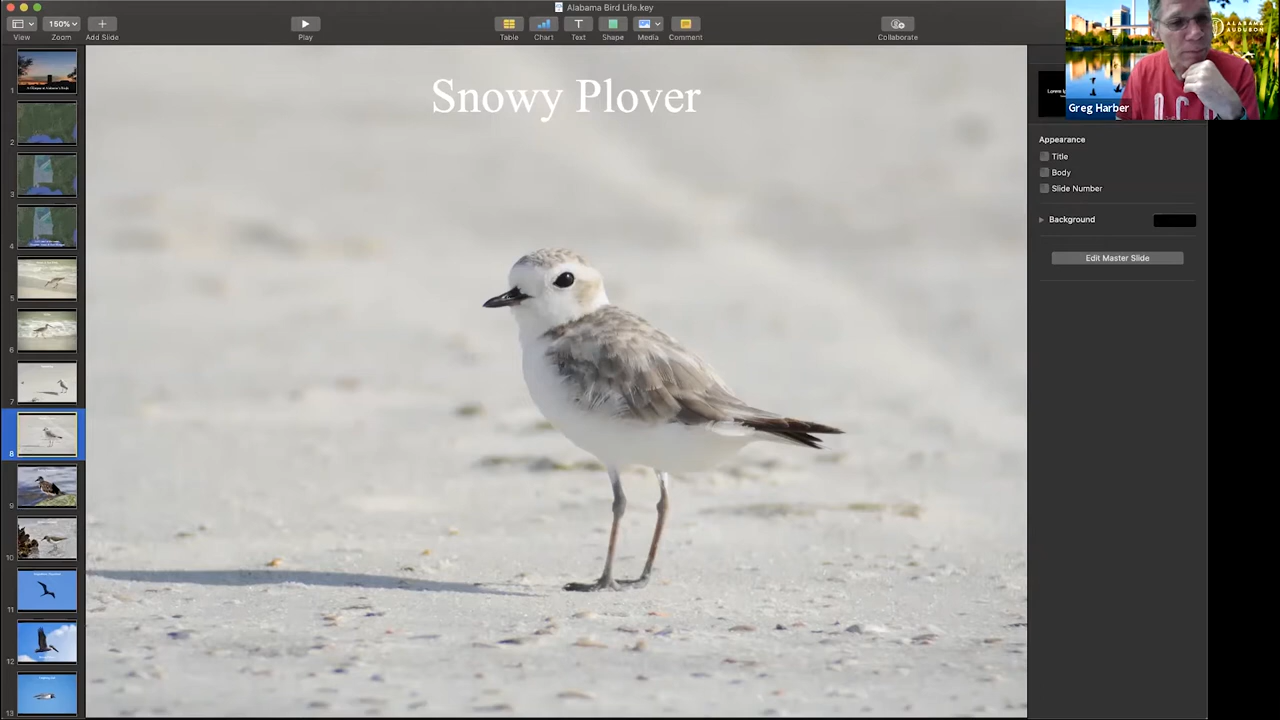 Alabama Bird Life.key
150%
View
Zoom
Add Slide
Play
Table
Chart
Text
Shape
Media
Comment
Collaborate
ALABAMA
AUDUBON
Greg Harber
Snowy Plover
Appearance
Title
Body
Slide Number
Background
Edit Master Slide
1
2
3
4
5
6
7
8
9
10
11
12
13